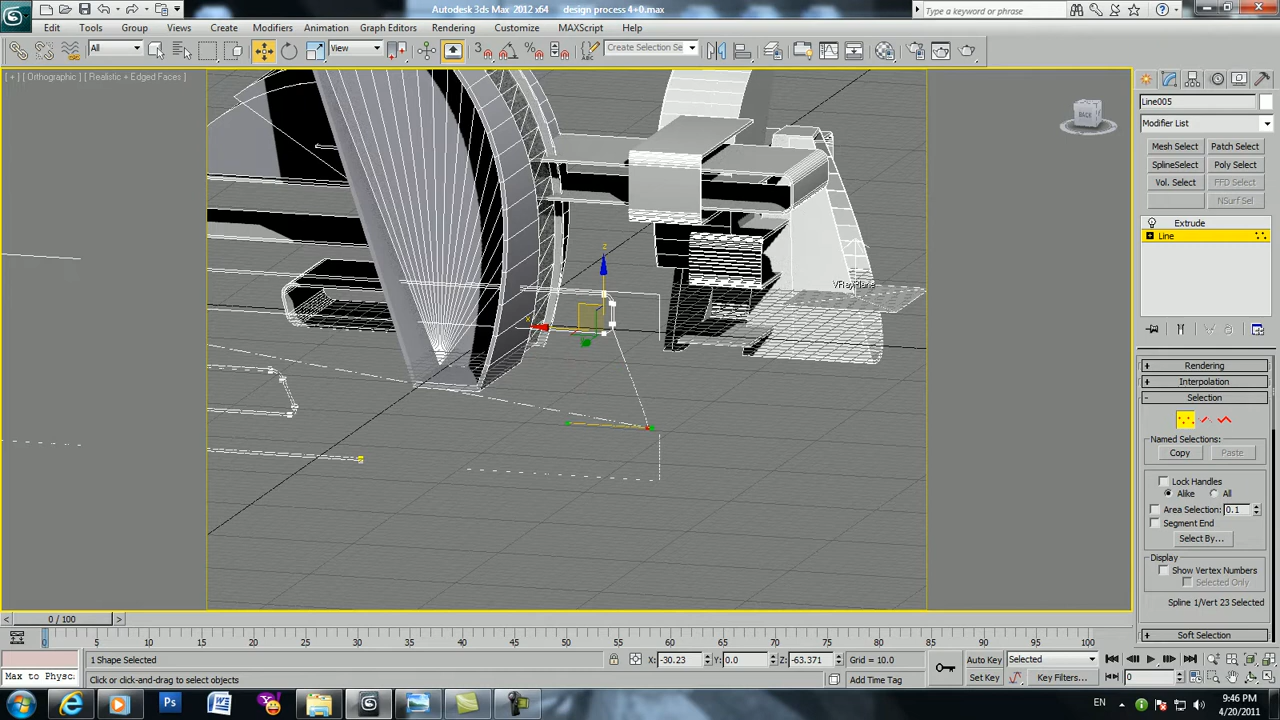 Autodesk 3ds Max 2012 x64 design process 4+0.max
Type a keyword or phrase
Edit Tools Group Views Create Modifiers Animation Graph Editors Rendering Customize MAXScript Help
All View Create Selection Se
[ + ] [ Orthographic ] [ Realistic + Edged Faces ]
BACK
z
x
VRayPlane
Line005
Modifier List
Mesh Select Patch Select
SplineSelect Poly Select
Vol. Select FFD Select
NSurf Sel
Extrude
Line
+ Rendering
+ Interpolation
- Selection
Named Selections:
Copy Paste
Lock Handles
Alike All
Area Selection: 0.1
Segment End
Select By...
Display
Show Vertex Numbers
Selected Only
Spline 1/Vert 23 Selected
+ Soft Selection
< 0 / 100 >
0 5 10 15 20 25 30 35 40 45 50 55 60 65 70 75 80 85 90 95 100
1 Shape Selected X: -30.23 Y: 0.0 Z: -63.371 Grid = 10.0 Auto Key Selected
Max to Physc: Click or click-and-drag to select objects Add Time Tag Set Key Key Filters... 0
EN 9:46 PM
4/20/2011